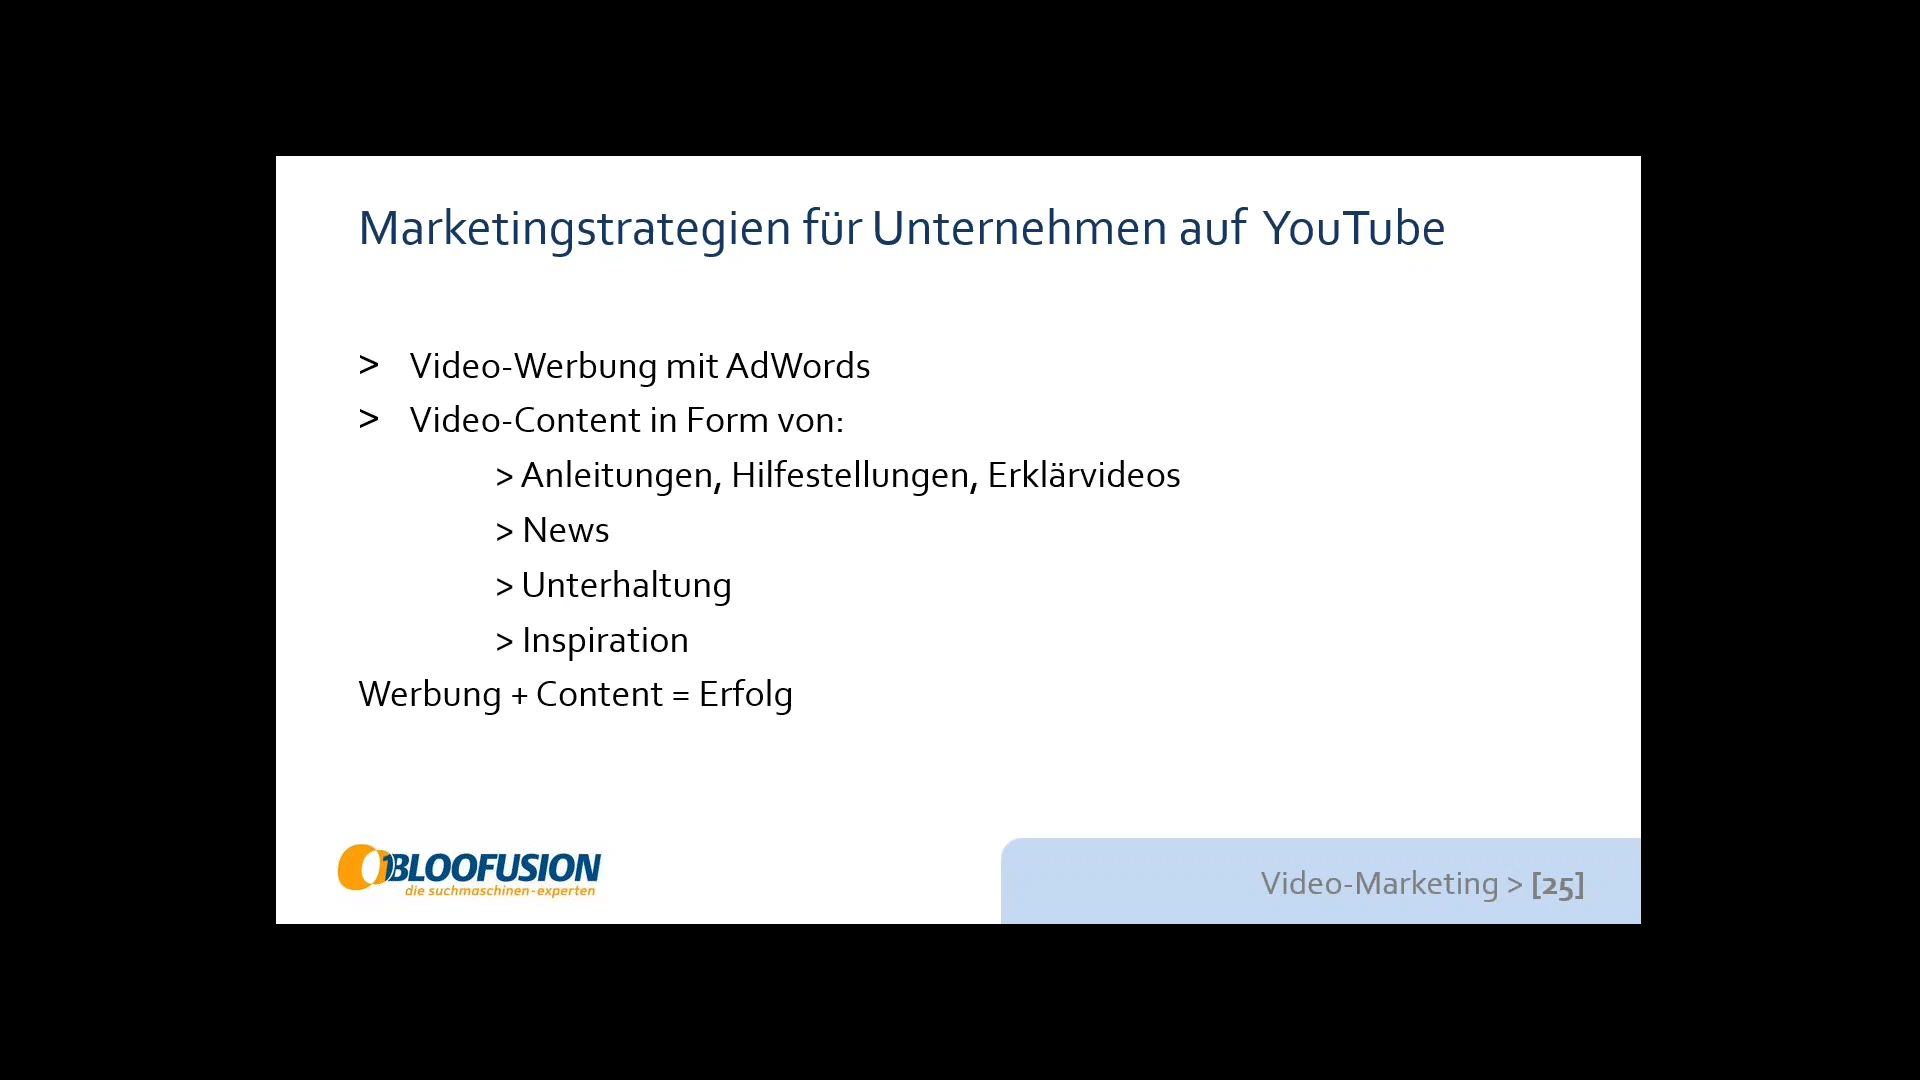 Marketingstrategien für Unternehmen auf YouTube
> Video-Werbung mit AdWords
> Video-Content in Form von:
> Anleitungen, Hilfestellungen, Erklärvideos
> News
> Unterhaltung
> Inspiration
Werbung + Content = Erfolg
BLOOFUSION
die suchmaschinen-experten
Video-Marketing > [25]